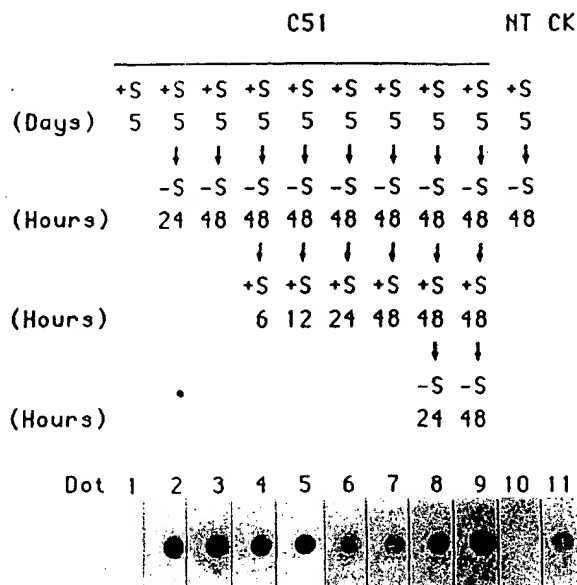 C51 NT CK
+S +S +S +S +S +S +S +S +S +S
(Days) 5 5 5 5 5 5 5 5 5 5
↓ ↓ ↓ ↓ ↓ ↓ ↓ ↓ ↓
-S -S -S -S -S -S -S -S -S
(Hours) 24 48 48 48 48 48 48 48 48
↓ ↓ ↓ ↓ ↓ ↓
+S +S +S +S +S +S
(Hours) 6 12 24 48 48 48
↓ ↓
-S -S
(Hours) 24 48
Dot 1 2 3 4 5 6 7 8 9 10 11